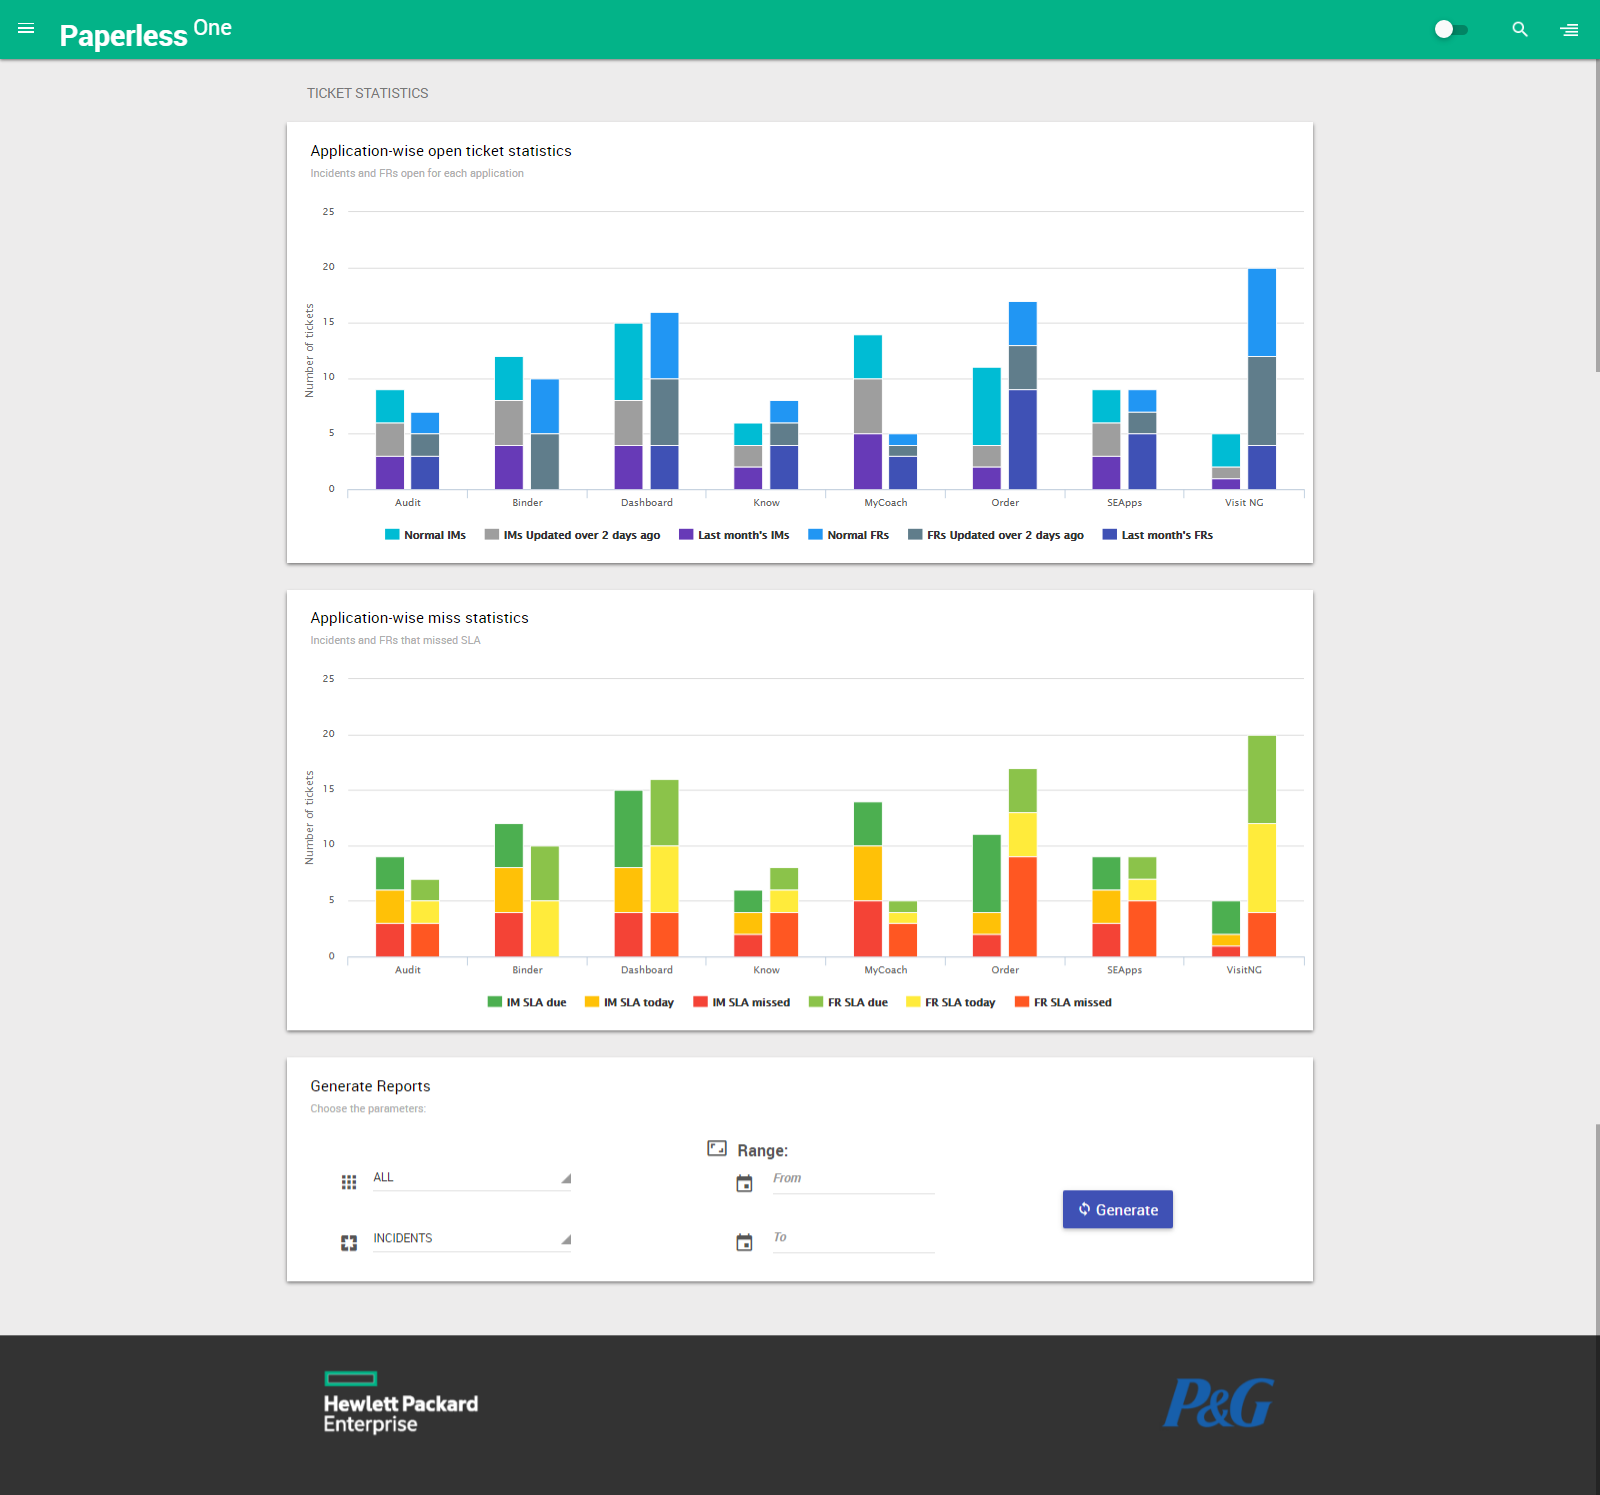 Paperless One
TICKET STATISTICS
Application-wise open ticket statistics
Incidents and FRs open for each application
25
20
15
10
5
0
Number of tickets
Audit Binder Dashboard Know MyCoach Order SEApps Visit NG
Normal IMs IMs Updated over 2 days ago Last month's IMs Normal FRs FRs Updated over 2 days ago Last month's FRs
Application-wise miss statistics
Incidents and FRs that missed SLA
25
20
15
10
5
0
Number of tickets
Audit Binder Dashboard Know MyCoach Order SEApps VisitNG
IM SLA due IM SLA today IM SLA missed FR SLA due FR SLA today FR SLA missed
Generate Reports
Choose the parameters:
Range:
ALL From
Generate
INCIDENTS To
Hewlett Packard
Enterprise
P&G